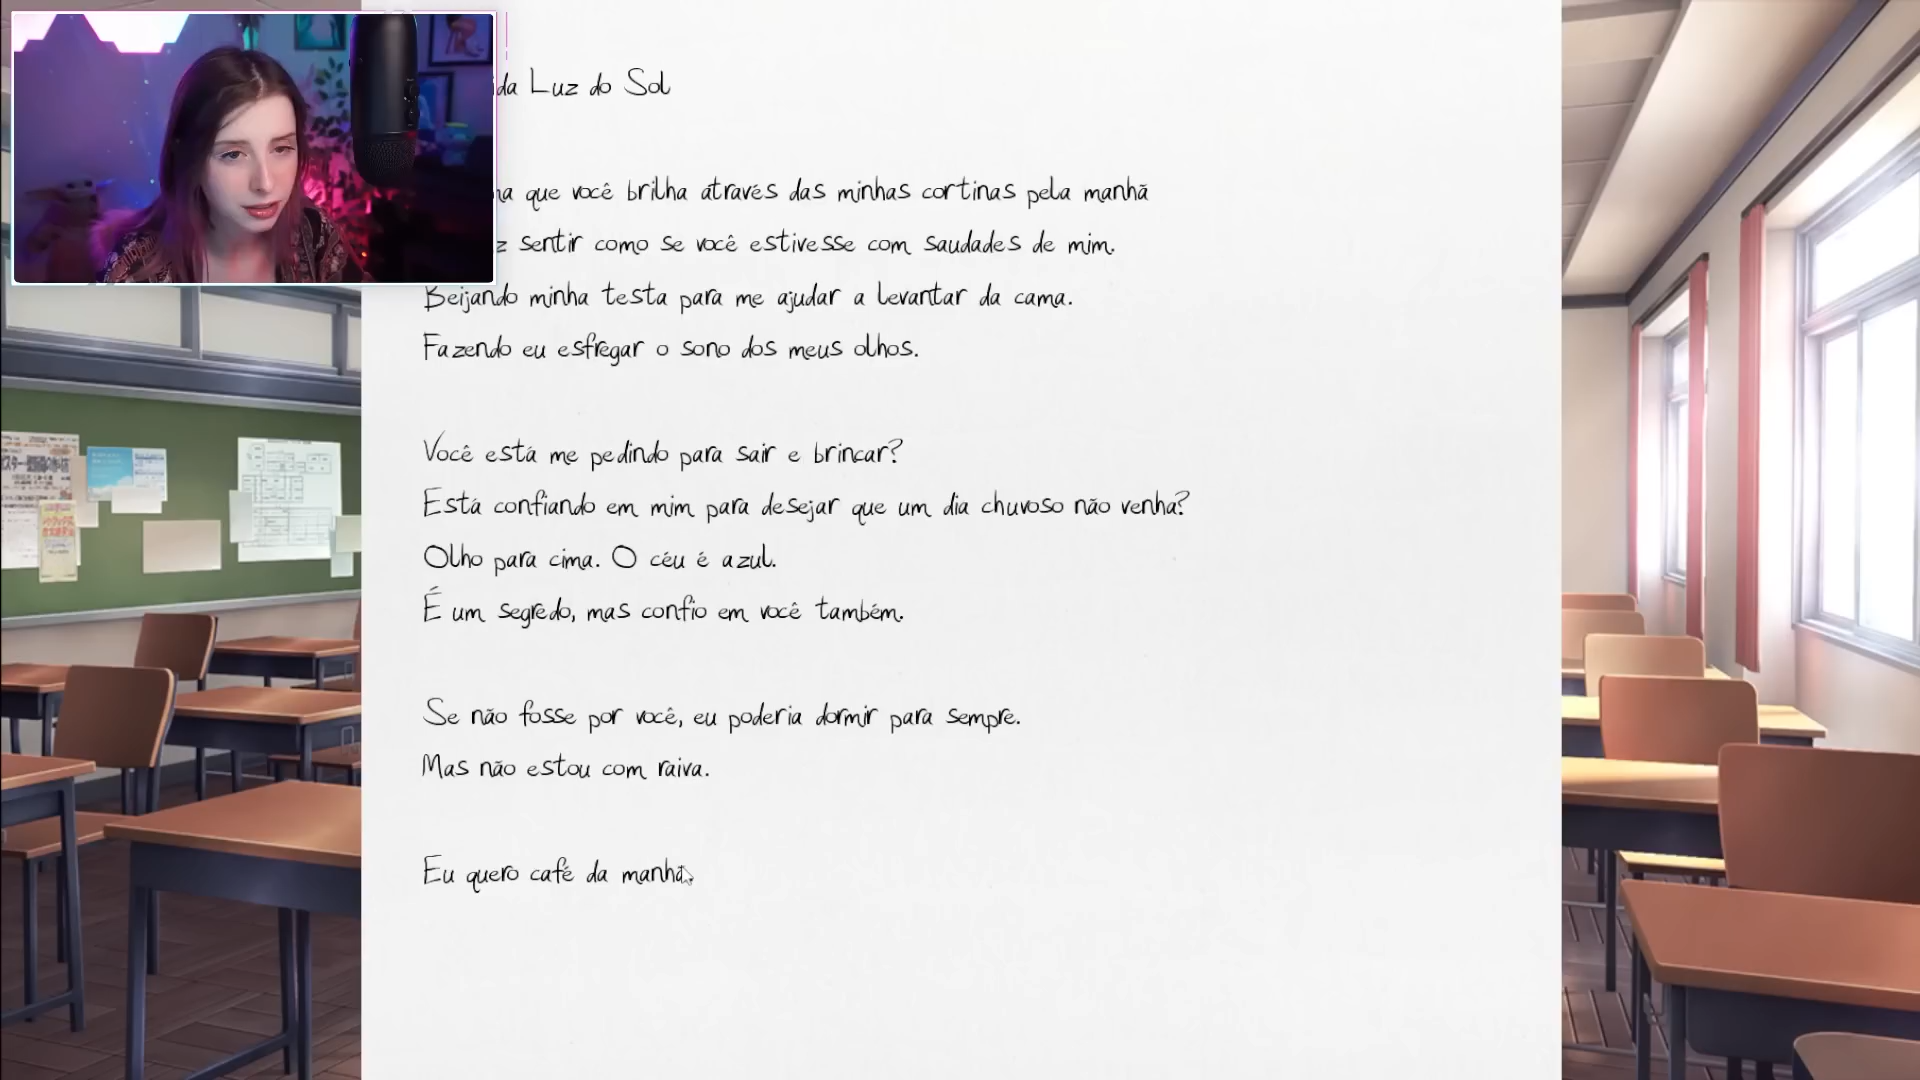 da Luz do Sol
que você brilha através das minhas cortinas pela manhã
sentir como se você estivesse com saudades de mim.
Beijando minha testa para me ajudar a levantar da cama.
Fazendo eu esfregar o sono dos meus olhos.
Você está me pedindo para sair e brincar?
Está confiando em mim para desejar que um dia chuvoso não venha?
Olho para cima. O céu é azul.
É um segredo, mas confio em você também.
Se não fosse por você, eu poderia dormir para sempre.
Mas não estou com raiva.
Eu quero café da manhã.